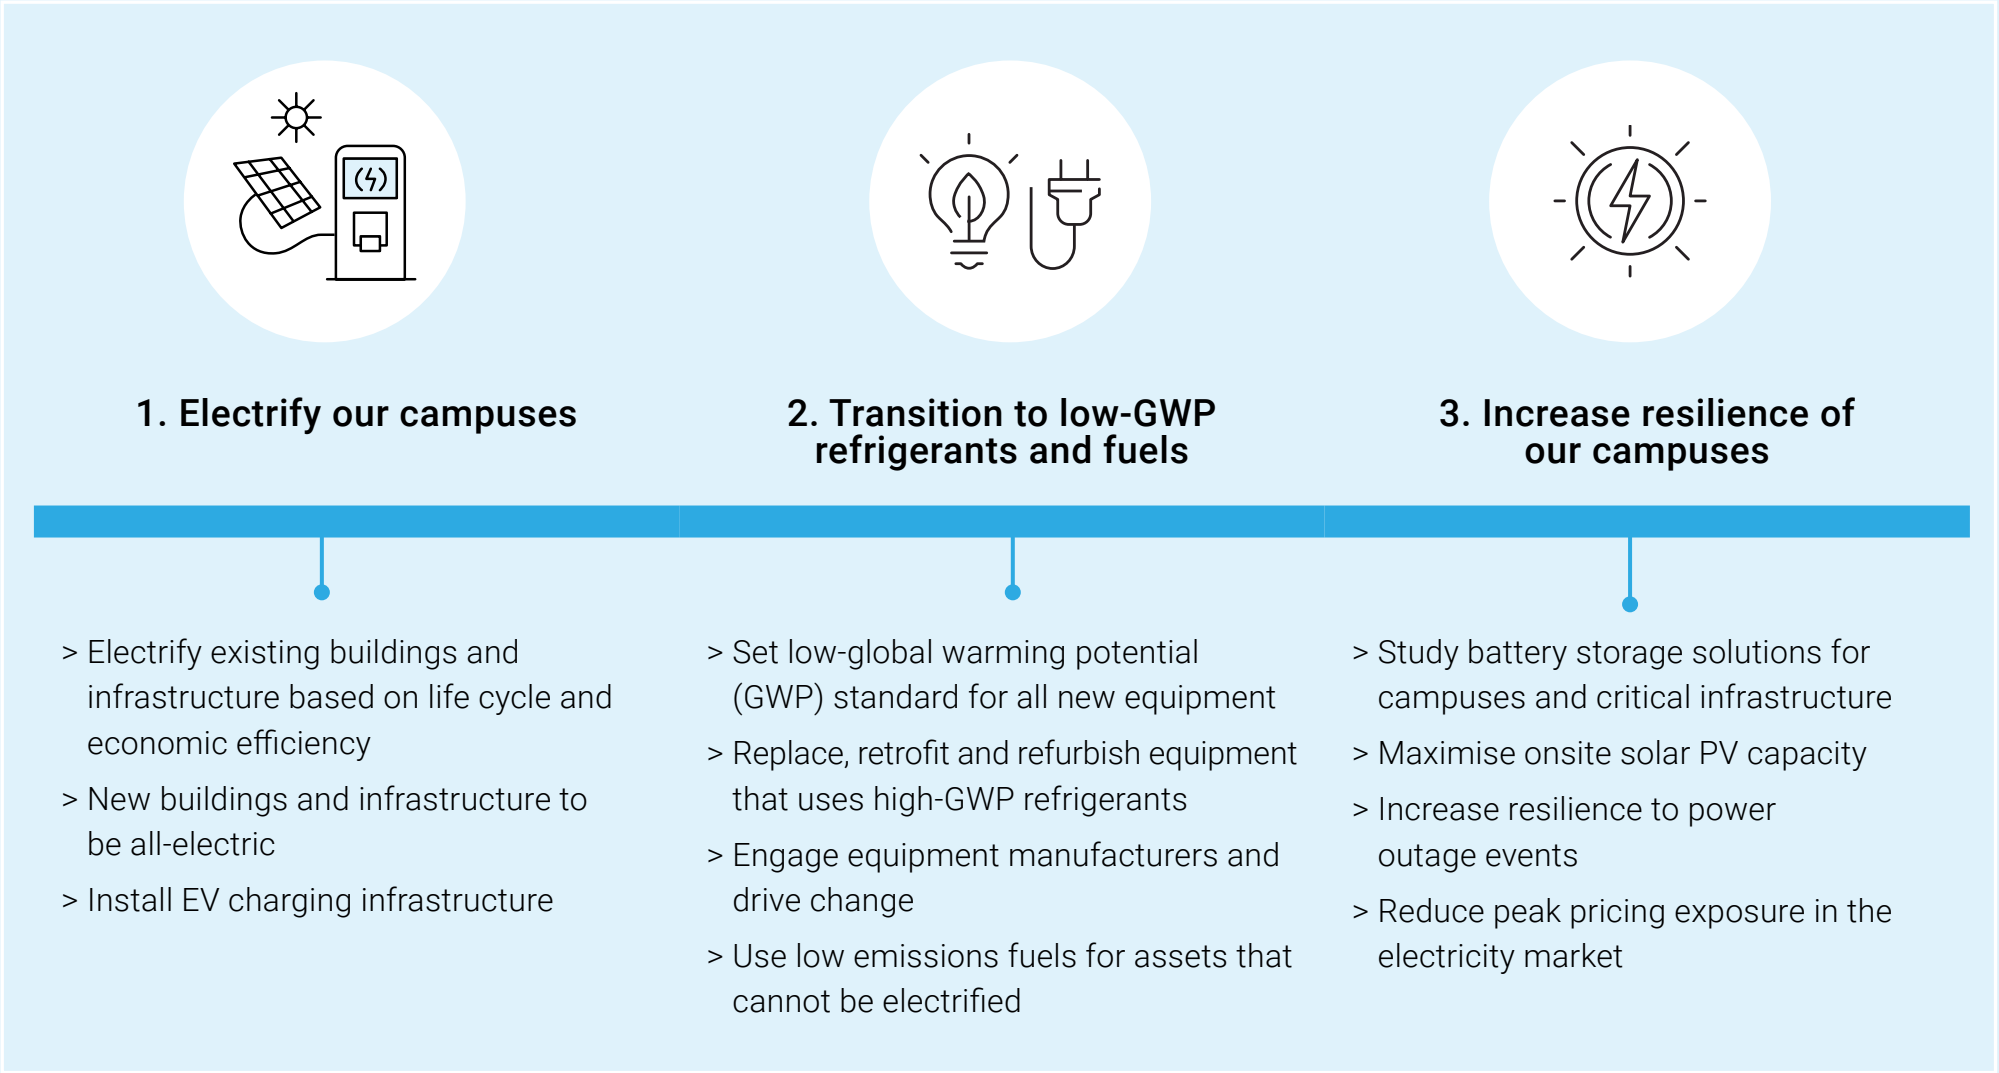 1. Electrify our campuses
> Electrify existing buildings and
infrastructure based on life cycle and
economic efficiency
> New buildings and infrastructure to
be all-electric
> Install EV charging infrastructure
2. Transition to low-GWP
refrigerants and fuels
> Set low-global warming potential
(GWP) standard for all new equipment
> Replace, retrofit and refurbish equipment
that uses high-GWP refrigerants
> Engage equipment manufacturers and
drive change
> Use low emissions fuels for assets that
cannot be electrified
3. Increase resilience of
our campuses
> Study battery storage solutions for
campuses and critical infrastructure
> Maximise onsite solar PV capacity
> Increase resilience to power
outage events
> Reduce peak pricing exposure in the
electricity market